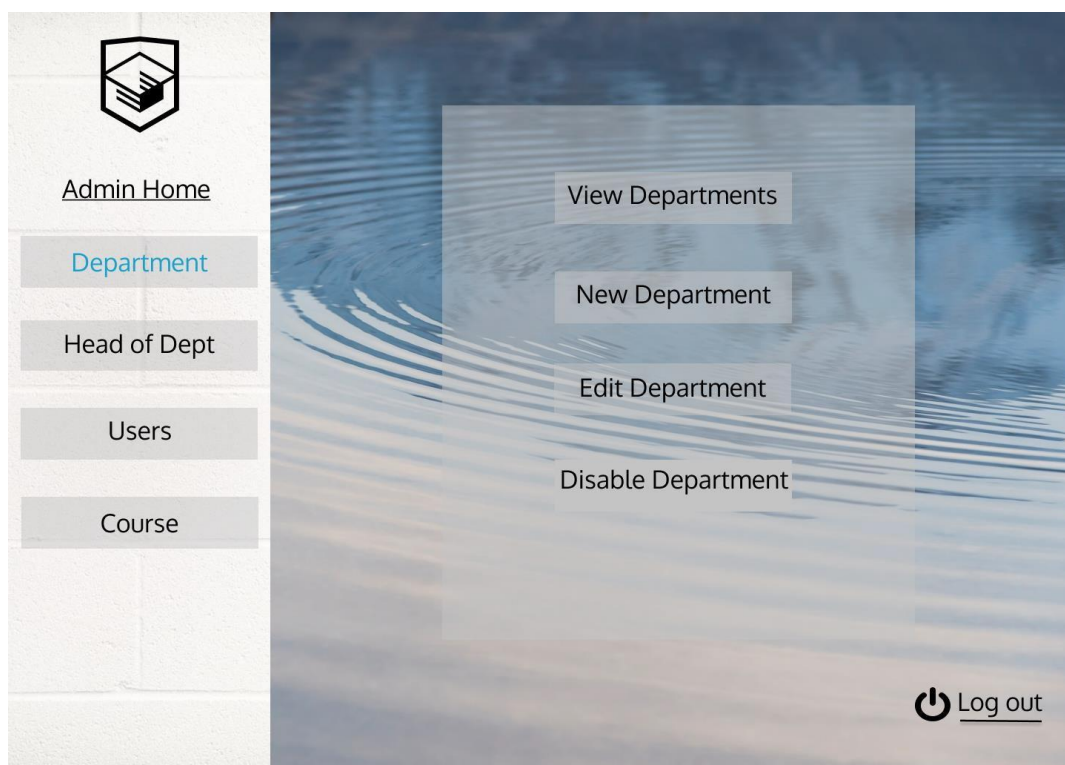 Admin Home
Department
Head of Dept
Users
Course
View Departments
New Department
Edit Department
Disable Department
Log out